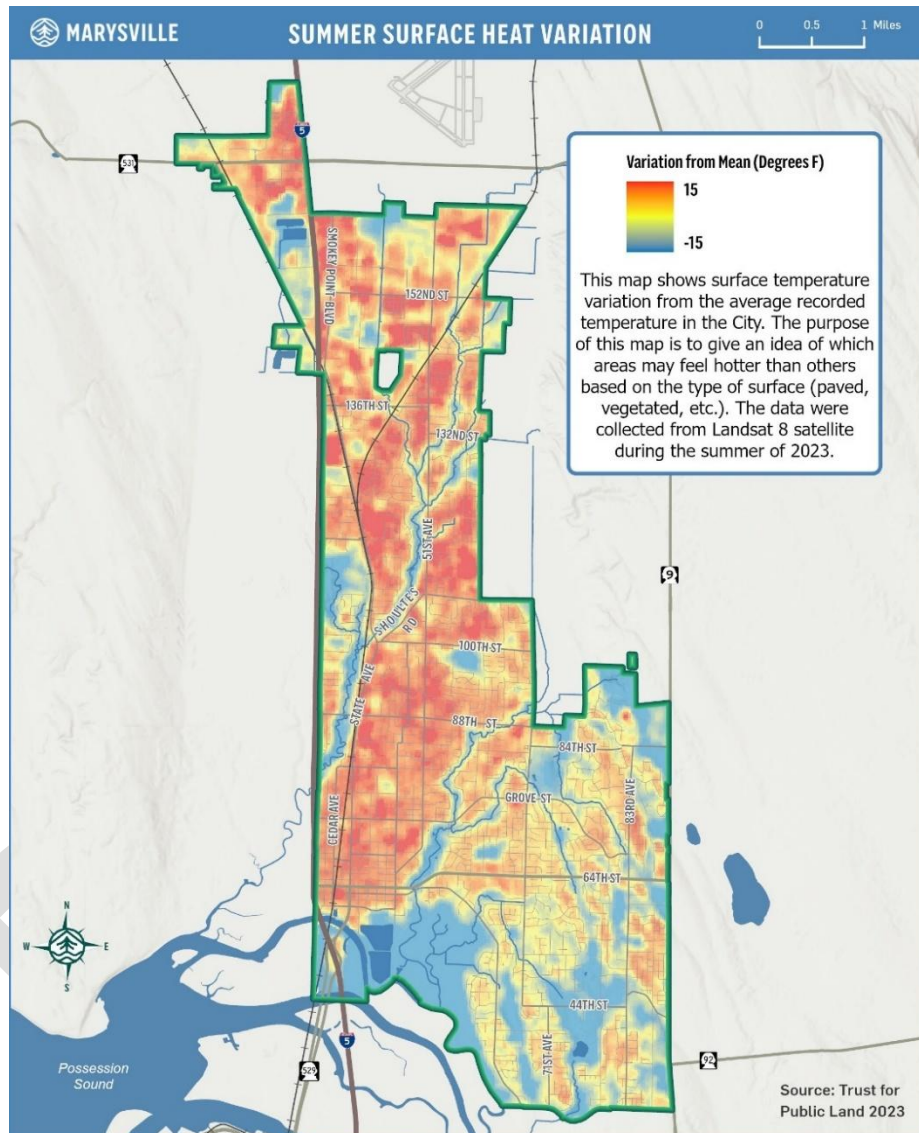 MARYSVILLE
SUMMER SURFACE HEAT VARIATION
0 0.5 1 Miles
5
531
Variation from Mean (Degrees F)
15
-15
This map shows surface temperature
variation from the average recorded
temperature in the City. The purpose
of this map is to give an idea of which
areas may feel hotter than others
based on the type of surface (paved,
vegetated, etc.). The data were
collected from Landsat 8 satellite
during the summer of 2023.
SMOKEY POINT BLVD
152ND ST
136TH ST
132ND ST
51ST AVE
9
SHOULTES
RD
100TH ST
STATE AVE
88TH ST
84TH ST
83RD AVE
GROVE ST
CEDAR AVE
64TH ST
N
W E
S
44TH ST
71ST AVE
5
529
92
Possession
Sound
Source: Trust for
Public Land 2023